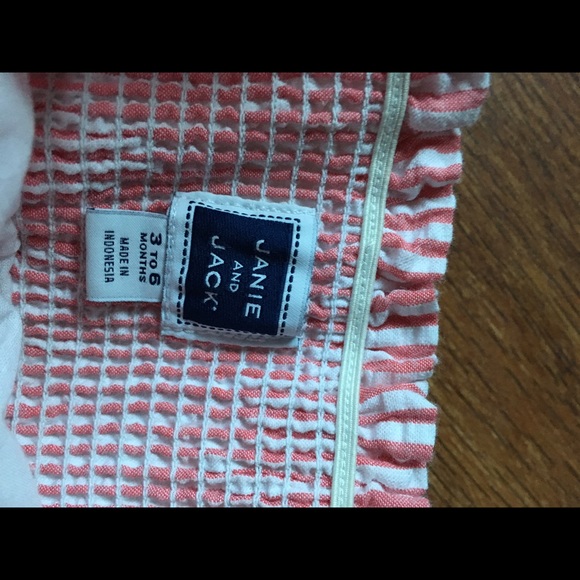 JANIE
AND
JACK®
3 TO 6
MONTHS
MADE IN
INDONESIA